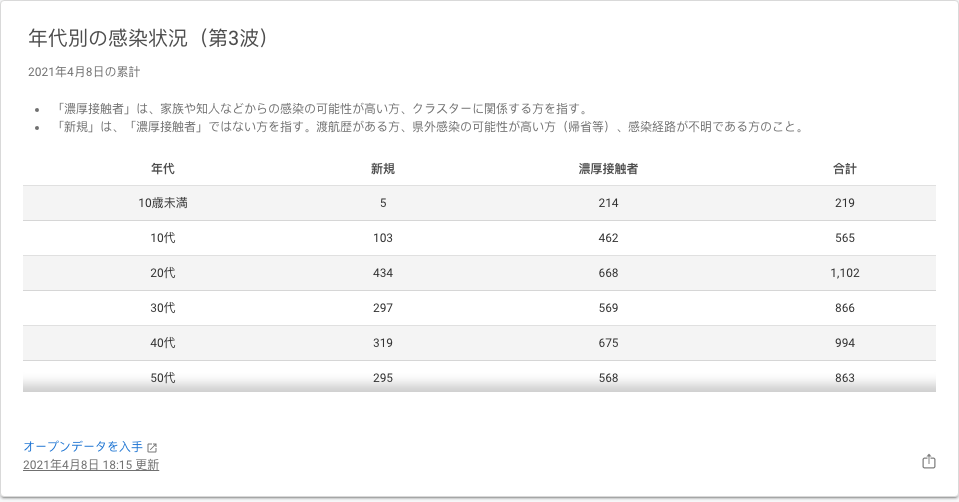 年代別の感染状況（第3波）
2021年4月8日の累計
• 「濃厚接触者」は、家族や知人などからの感染の可能性が高い方、クラスターに関係する方を指す。
• 「新規」は、「濃厚接触者」ではない方を指す。渡航歴がある方、県外感染の可能性が高い方（帰省等）、感染経路が不明である方のこと。
年代 新規 濃厚接触者 合計
10歳未満 5 214 219
10代 103 462 565
20代 434 668 1,102
30代 297 569 866
40代 319 675 994
50代 295 568 863
オープンデータを入手
2021年4月8日 18:15 更新